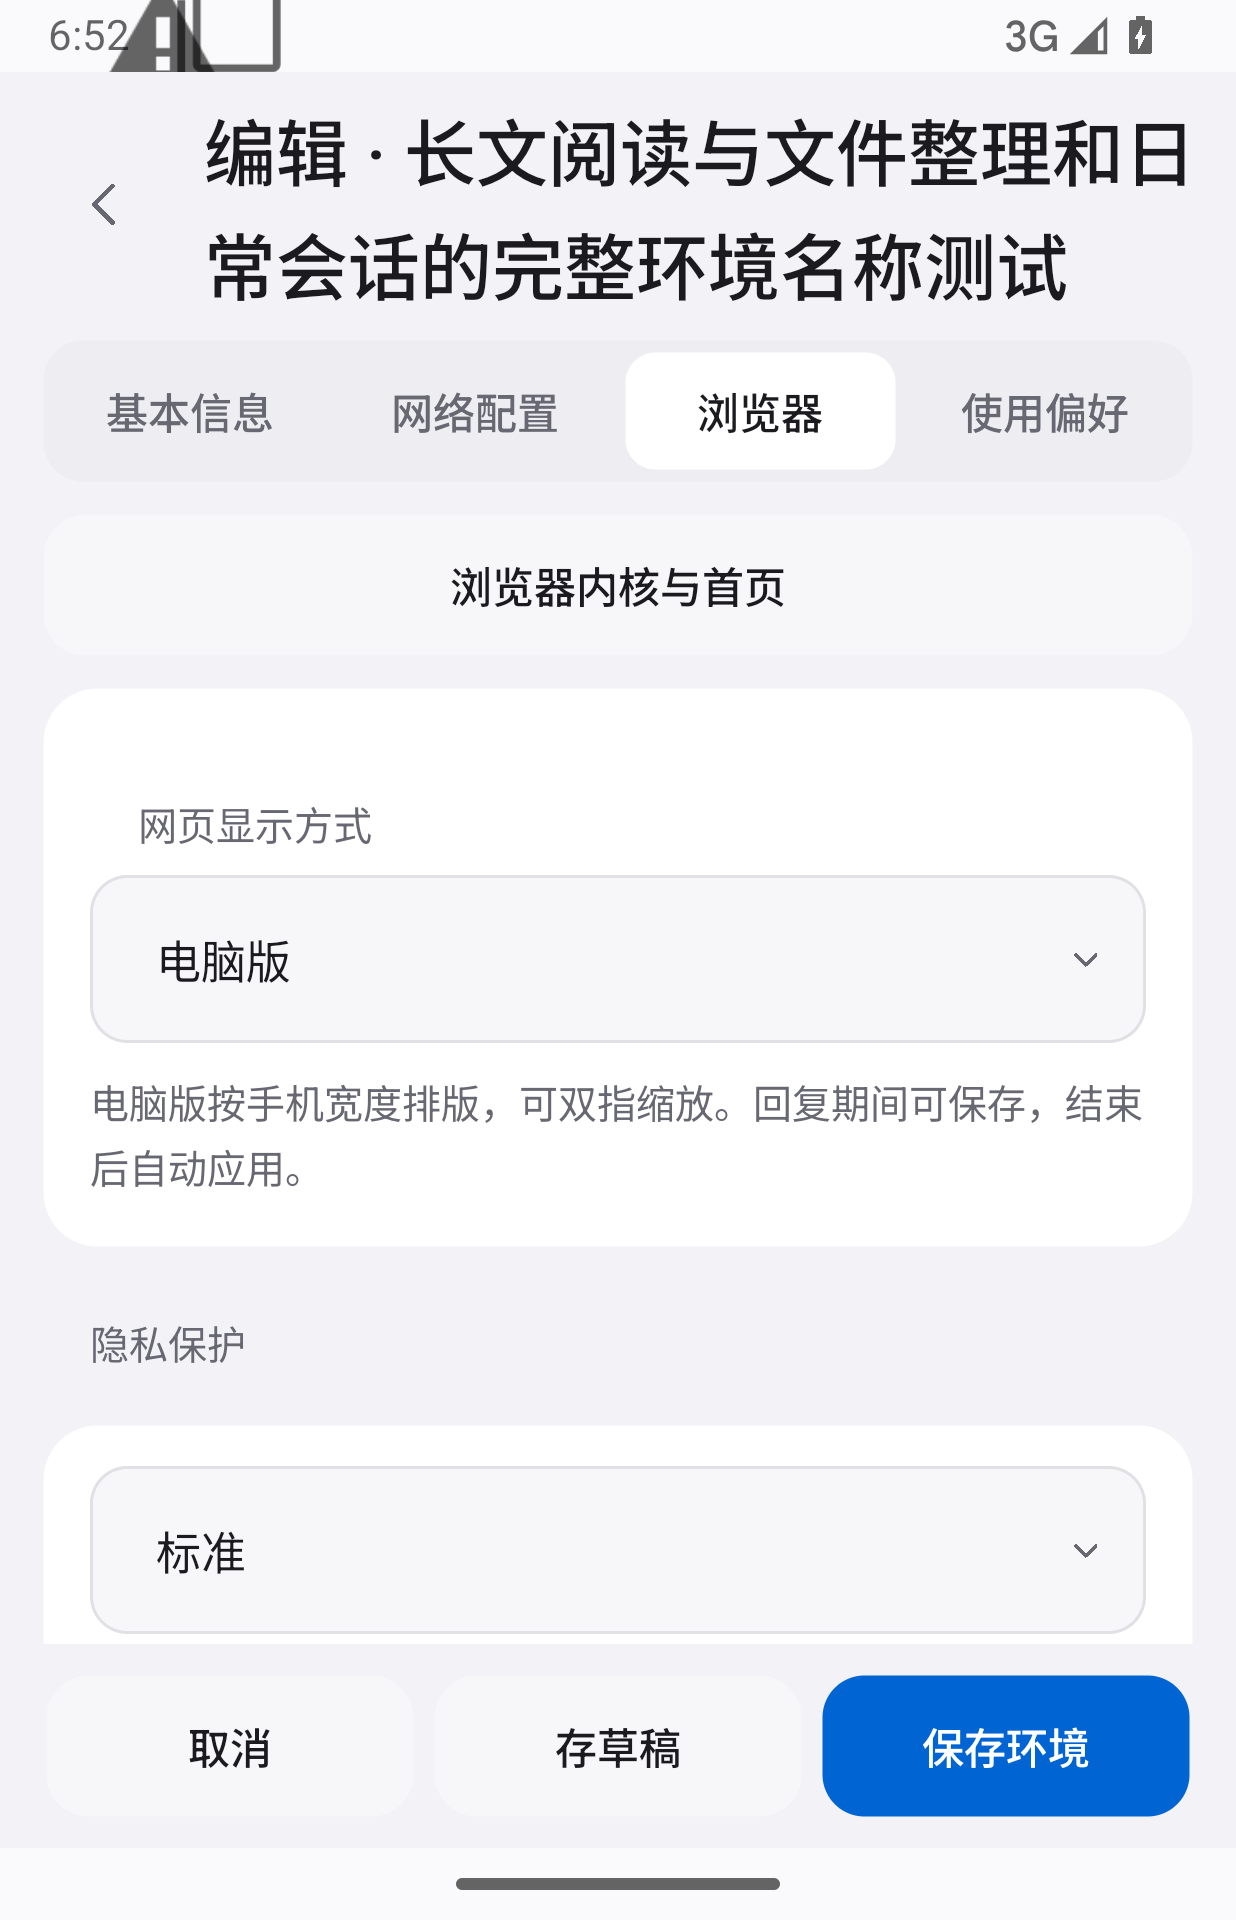 6:52
3G
编辑 · 长文阅读与文件整理和日
常会话的完整环境名称测试
基本信息
网络配置
浏览器
使用偏好
浏览器内核与首页
网页显示方式
电脑版
电脑版按手机宽度排版，可双指缩放。回复期间可保存，结束
后自动应用。
隐私保护
标准
取消
存草稿
保存环境